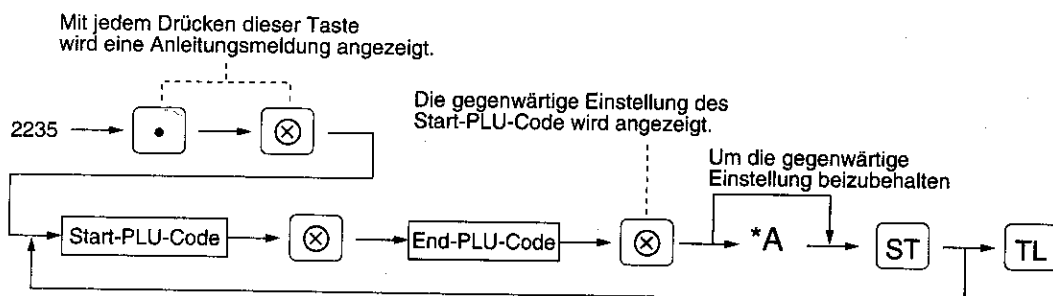 Mit jedem Drücken dieser Taste
wird eine Anleitungsmeldung angezeigt.
Die gegenwärtige Einstellung des
Start-PLU-Code wird angezeigt.
2235
Um die gegenwärtige
Einstellung beizubehalten
Start-PLU-Code
End-PLU-Code
*A
ST
TL